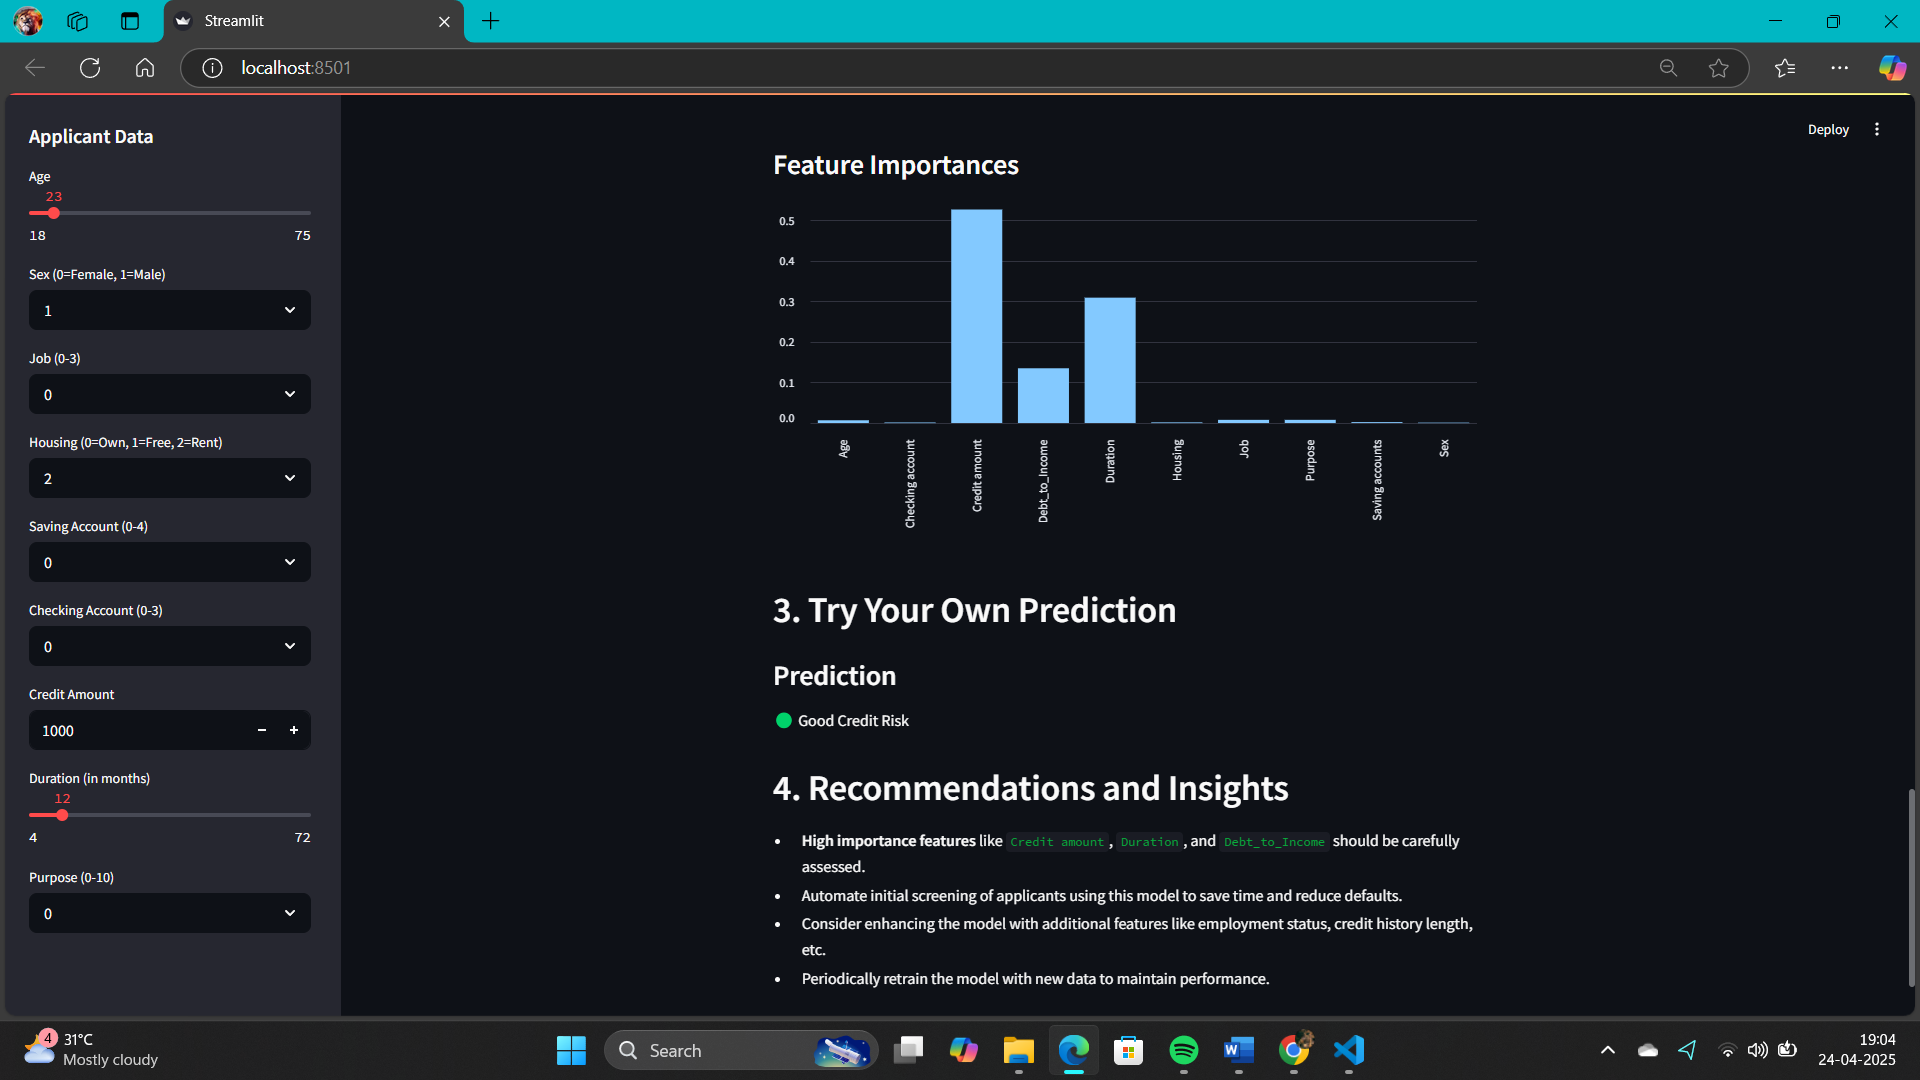 Streamlit
localhost:8501
Deploy
Applicant Data
Age
23
18 75
Sex (0=Female, 1=Male)
1
Job (0-3)
0
Housing (0=Own, 1=Free, 2=Rent)
2
Saving Account (0-4)
0
Checking Account (0-3)
0
Credit Amount
1000
Duration (in months)
12
4 72
Purpose (0-10)
0
Feature Importances
0.5
0.4
0.3
0.2
0.1
0.0
Age
Checking account
Credit amount
Debt_to_Income
Duration
Housing
Job
Purpose
Saving accounts
Sex
3. Try Your Own Prediction
Prediction
Good Credit Risk
4. Recommendations and Insights
• High importance features like Credit amount, Duration, and Debt_to_Income should be carefully
assessed.
• Automate initial screening of applicants using this model to save time and reduce defaults.
• Consider enhancing the model with additional features like employment status, credit history length,
etc.
• Periodically retrain the model with new data to maintain performance.
4
31°C
Mostly cloudy
Search
W
19:04
24-04-2025